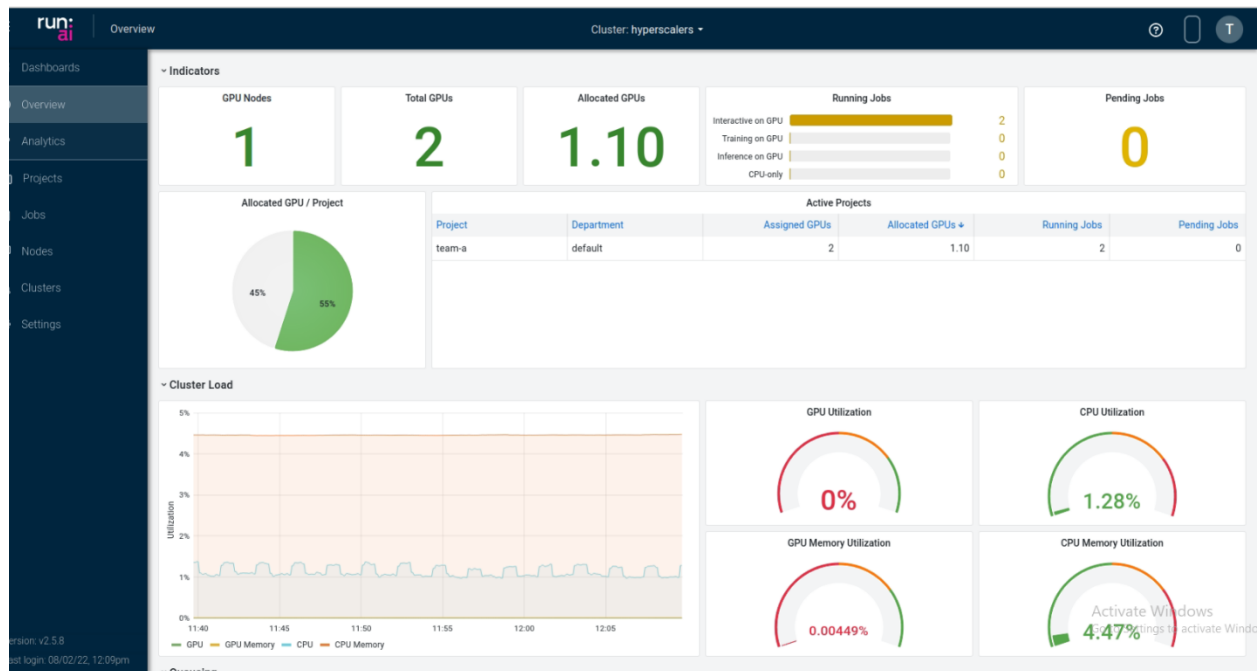 run:
ai
Overview
Cluster: hyperscalers
T
Dashboards
Overview
Analytics
Projects
Jobs
Nodes
Clusters
Settings
ersion: v2.5.8
ast login: 08/02/22, 12:09pm
Indicators
GPU Nodes
1
Total GPUs
2
Allocated GPUs
1.10
Running Jobs
Interactive on GPU 2
Training on GPU 0
Inference on GPU 0
CPU-only 0
Pending Jobs
0
Allocated GPU / Project
45%
55%
Active Projects
Project Department Assigned GPUs Allocated GPUs Running Jobs Pending Jobs
team-a default 2 1.10 2 0
Cluster Load
Utilization
5%
4%
3%
2%
1%
0%
11:40 11:45 11:50 11:55 12:00 12:05
GPU GPU Memory CPU CPU Memory
GPU Utilization
0%
CPU Utilization
1.28%
GPU Memory Utilization
0.00449%
CPU Memory Utilization
4.47%
Activate Windows
Go to Settings to activate Windo